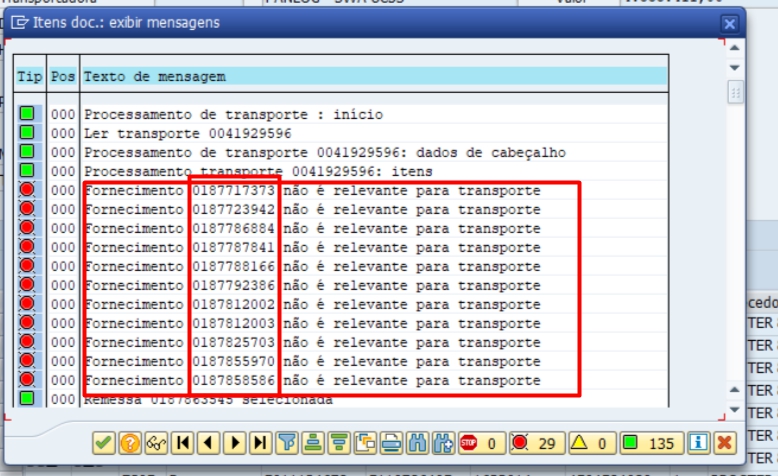 Valor
Itens doc.: exibir mensagens
Tip Pos Texto de mensagem
000 Processamento de transporte : início
000 Ler transporte 0041929596
000 Processamento de transporte 0041929596: dados de cabeçalho
000 Processamento transporte 0041929596: itens
000 Fornecimento 0187717373 não é relevante para transporte
000 Fornecimento 0187723942 não é relevante para transporte
000 Fornecimento 0187786884 não é relevante para transporte
000 Fornecimento 0187787841 não é relevante para transporte
000 Fornecimento 0187788166 não é relevante para transporte
000 Fornecimento 0187792386 não é relevante para transporte
000 Fornecimento 0187812002 não é relevante para transporte
000 Fornecimento 0187812003 não é relevante para transporte
000 Fornecimento 0187825703 não é relevante para transporte
000 Fornecimento 0187855970 não é relevante para transporte
000 Fornecimento 0187858586 não é relevante para transporte
000 Remessa 0187863545 selecionada
STOP 0 29 0 135
cedo
TER
TER
TER
TER
TER
TER
TER